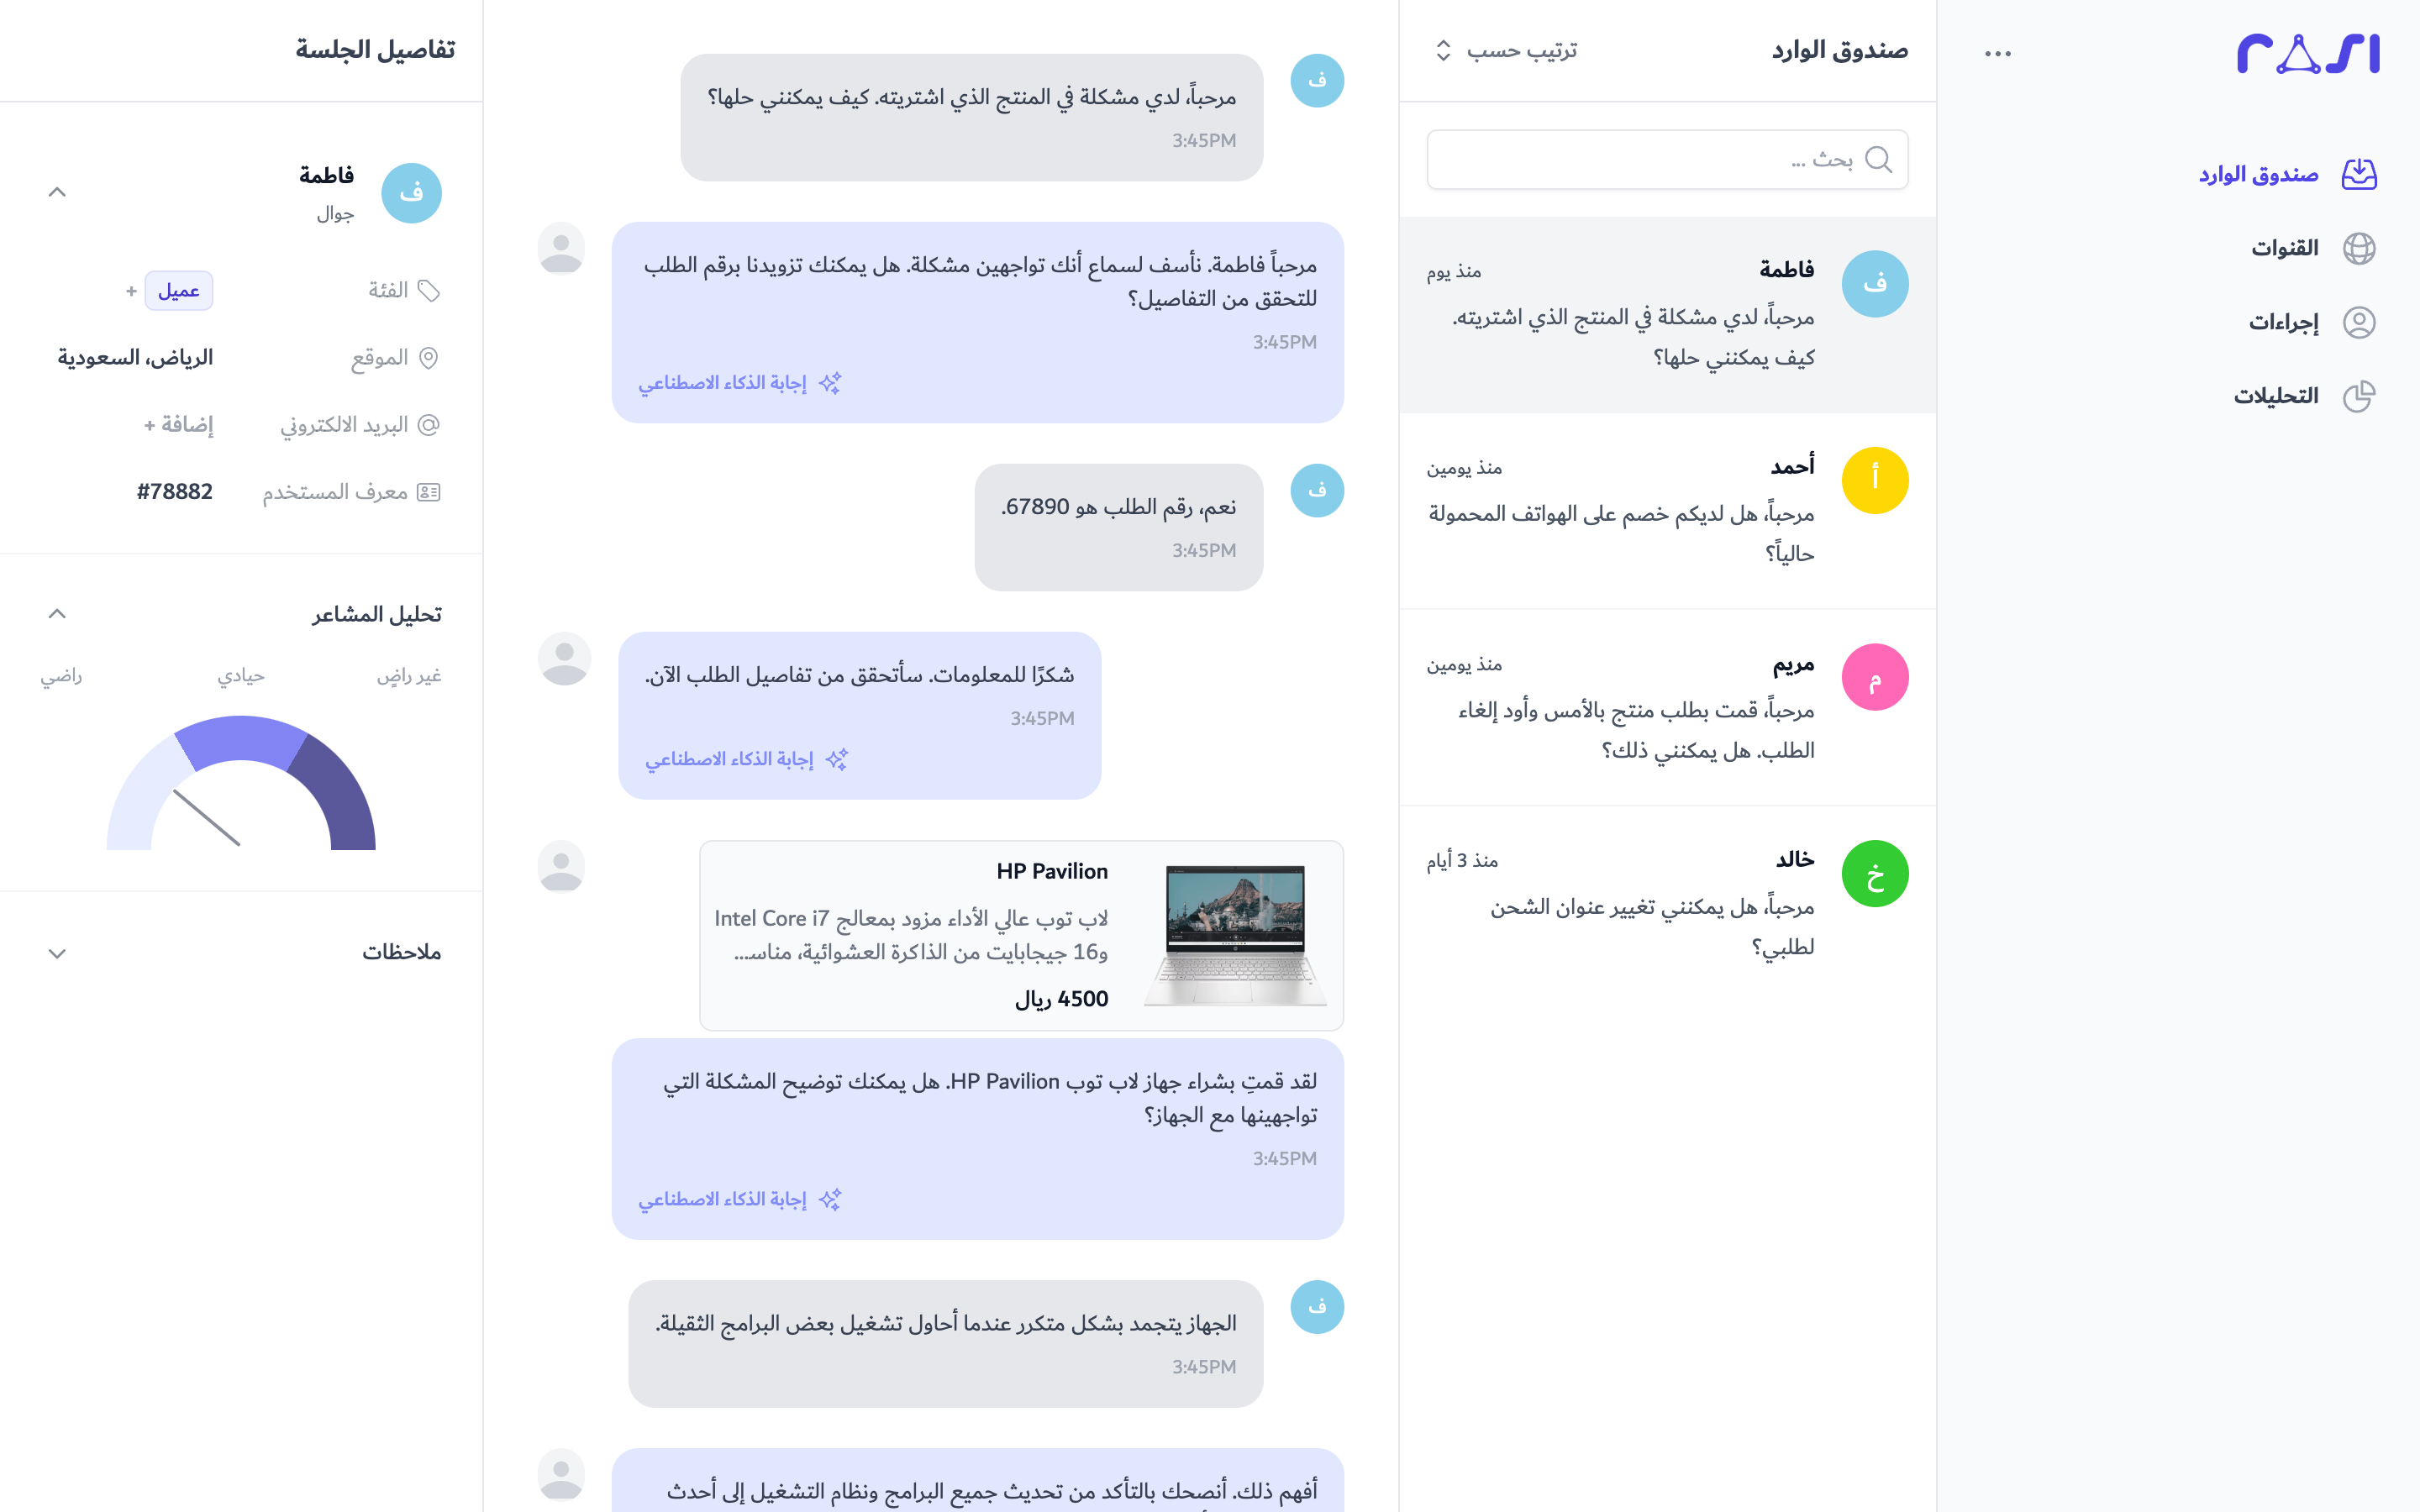 صندوق الوارد
القنوات
إجراءات
التحليلات
صندوق الوارد
ترتيب حسب
بحث ...
ف
فاطمة
منذ يوم
مرحباً، لدي مشكلة في المنتج الذي اشتريته.
كيف يمكنني حلها؟
أ
أحمد
منذ يومين
مرحباً، هل لديكم خصم على الهواتف المحمولة
حالياً؟
م
مريم
منذ يومين
مرحباً، قمت بطلب منتج بالأمس وأود إلغاء
الطلب. هل يمكنني ذلك؟
خ
خالد
منذ 3 أيام
مرحباً، هل يمكنني تغيير عنوان الشحن
لطلبي؟
ف
مرحباً، لدي مشكلة في المنتج الذي اشتريته. كيف يمكنني حلها؟
3:45PM
مرحباً فاطمة. نأسف لسماع أنك تواجهين مشكلة. هل يمكنك تزويدنا برقم الطلب
للتحقق من التفاصيل؟
3:45PM
إجابة الذكاء الاصطناعي
ف
نعم، رقم الطلب هو 67890.
3:45PM
شكرًا للمعلومات. سأتحقق من تفاصيل الطلب الآن.
3:45PM
إجابة الذكاء الاصطناعي
HP Pavilion
لاب توب عالي الأداء مزود بمعالج Intel Core i7
و16 جيجابايت من الذاكرة العشوائية، مناسـ...
4500 ريال
لقد قمتِ بشراء جهاز لاب توب HP Pavilion. هل يمكنك توضيح المشكلة التي
تواجهينها مع الجهاز؟
3:45PM
إجابة الذكاء الاصطناعي
ف
الجهاز يتجمد بشكل متكرر عندما أحاول تشغيل بعض البرامج الثقيلة.
3:45PM
أفهم ذلك. أنصحك بالتأكد من تحديث جميع البرامج ونظام التشغيل إلى أحدث
تفاصيل الجلسة
ف
فاطمة
جوال
الفئة
عميل
+
الموقع
الرياض، السعودية
البريد الالكتروني
إضافة +
معرف المستخدم
#78882
تحليل المشاعر
غير راضٍ
حيادي
راضي
ملاحظات